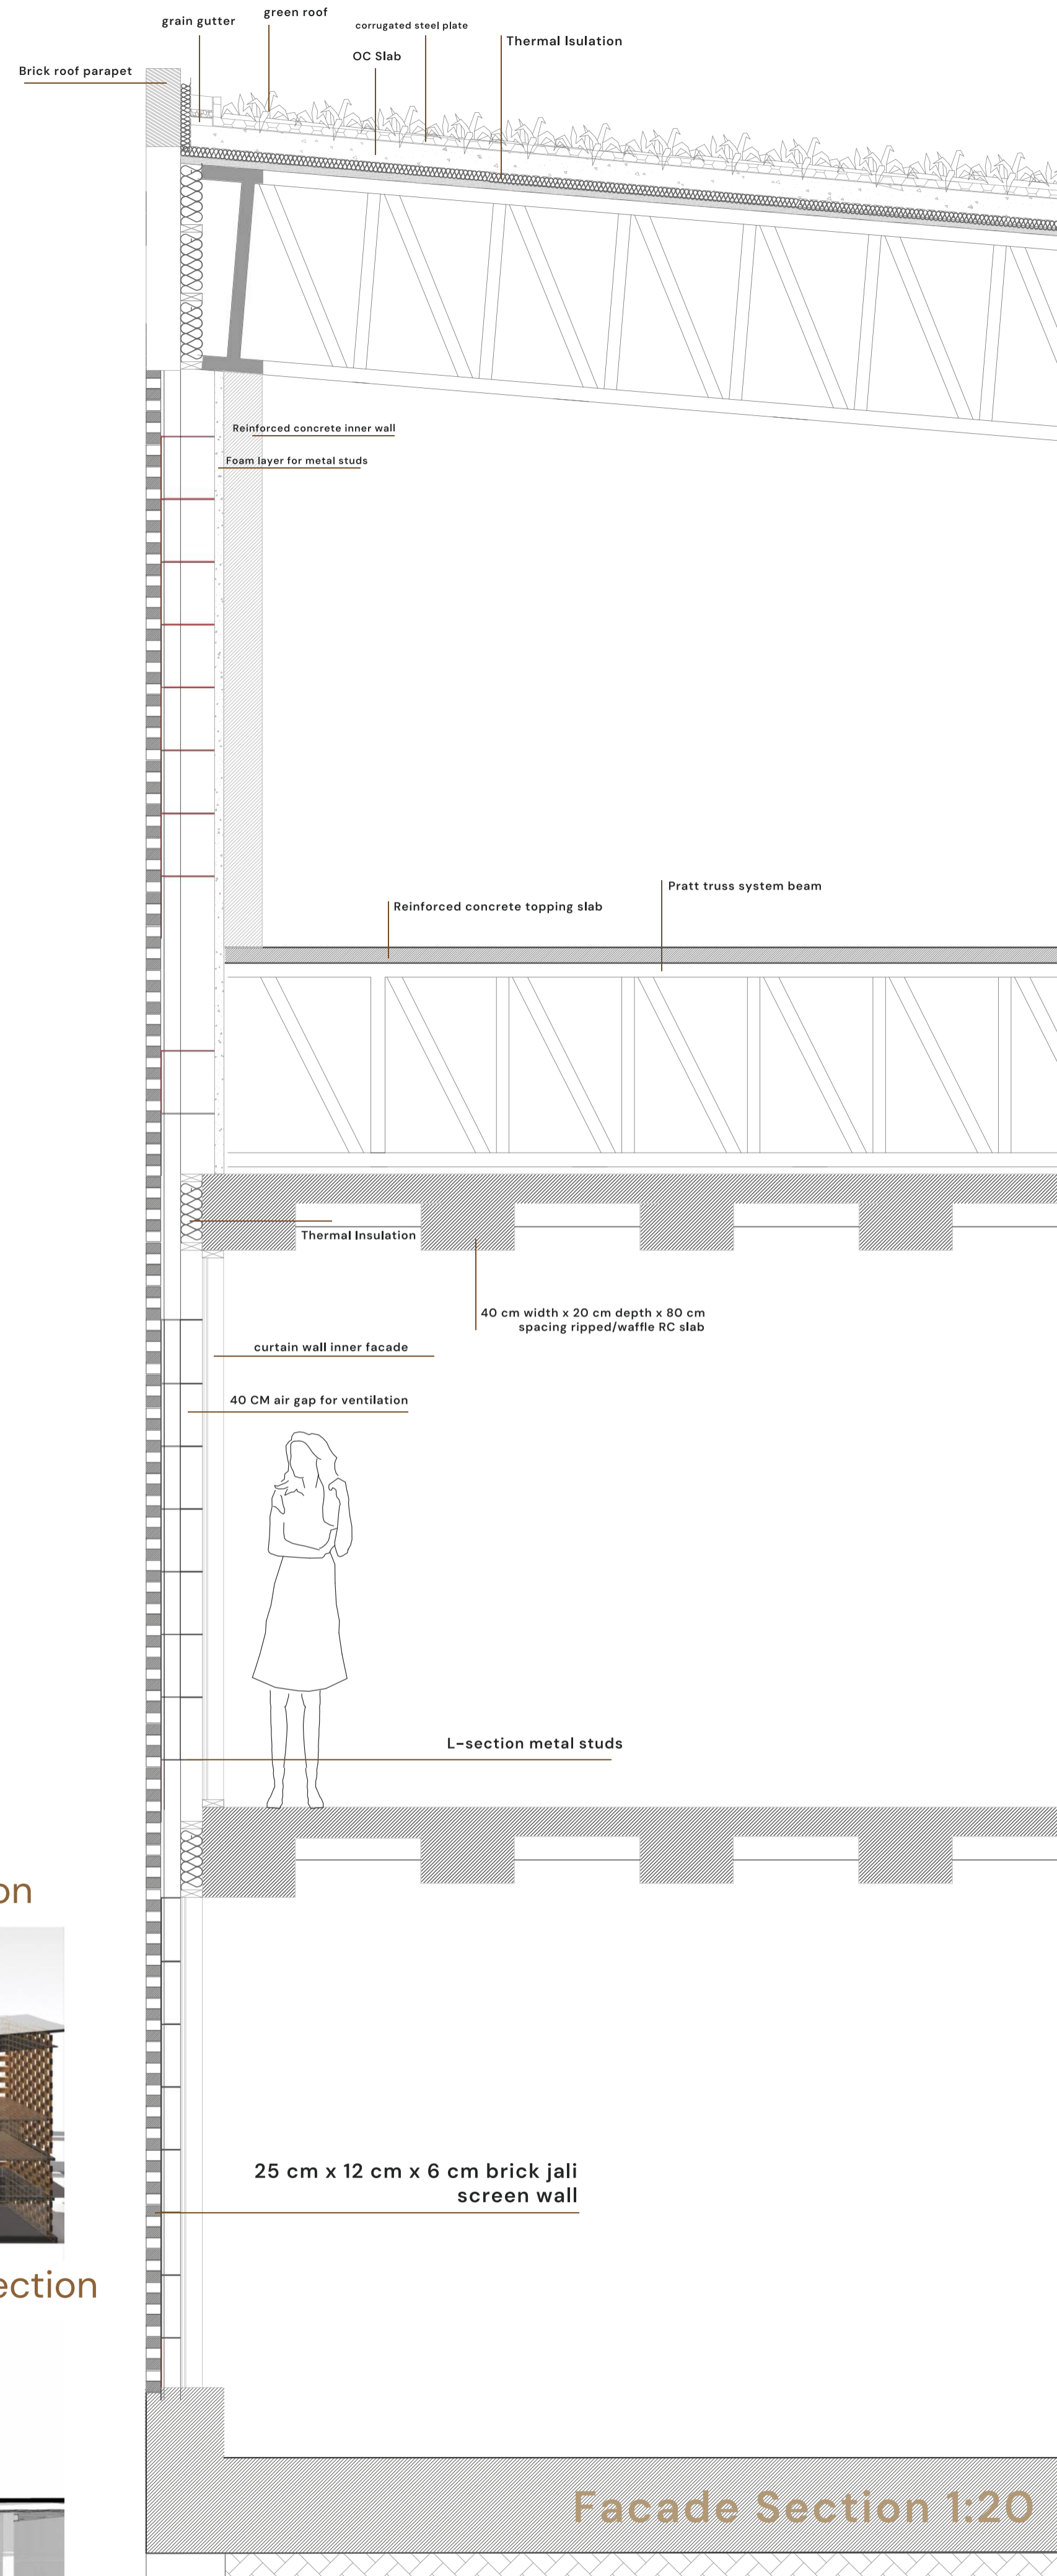 green roof
grain gutter
corrugated steel plate
Thermal Isulation
OC Slab
Brick roof parapet
Reinforced concrete inner wall
Foam layer for metal studs
Pratt truss system beam
Reinforced concrete topping slab
Thermal Insulation
40 cm width x 20 cm depth x 80 cm
spacing ripped/waffle RC slab
curtain wall inner facade
40 CM air gap for ventilation
L-section metal studs
on
25 cm x 12 cm x 6 cm brick jali
screen wall
ection
Facade Section 1:20